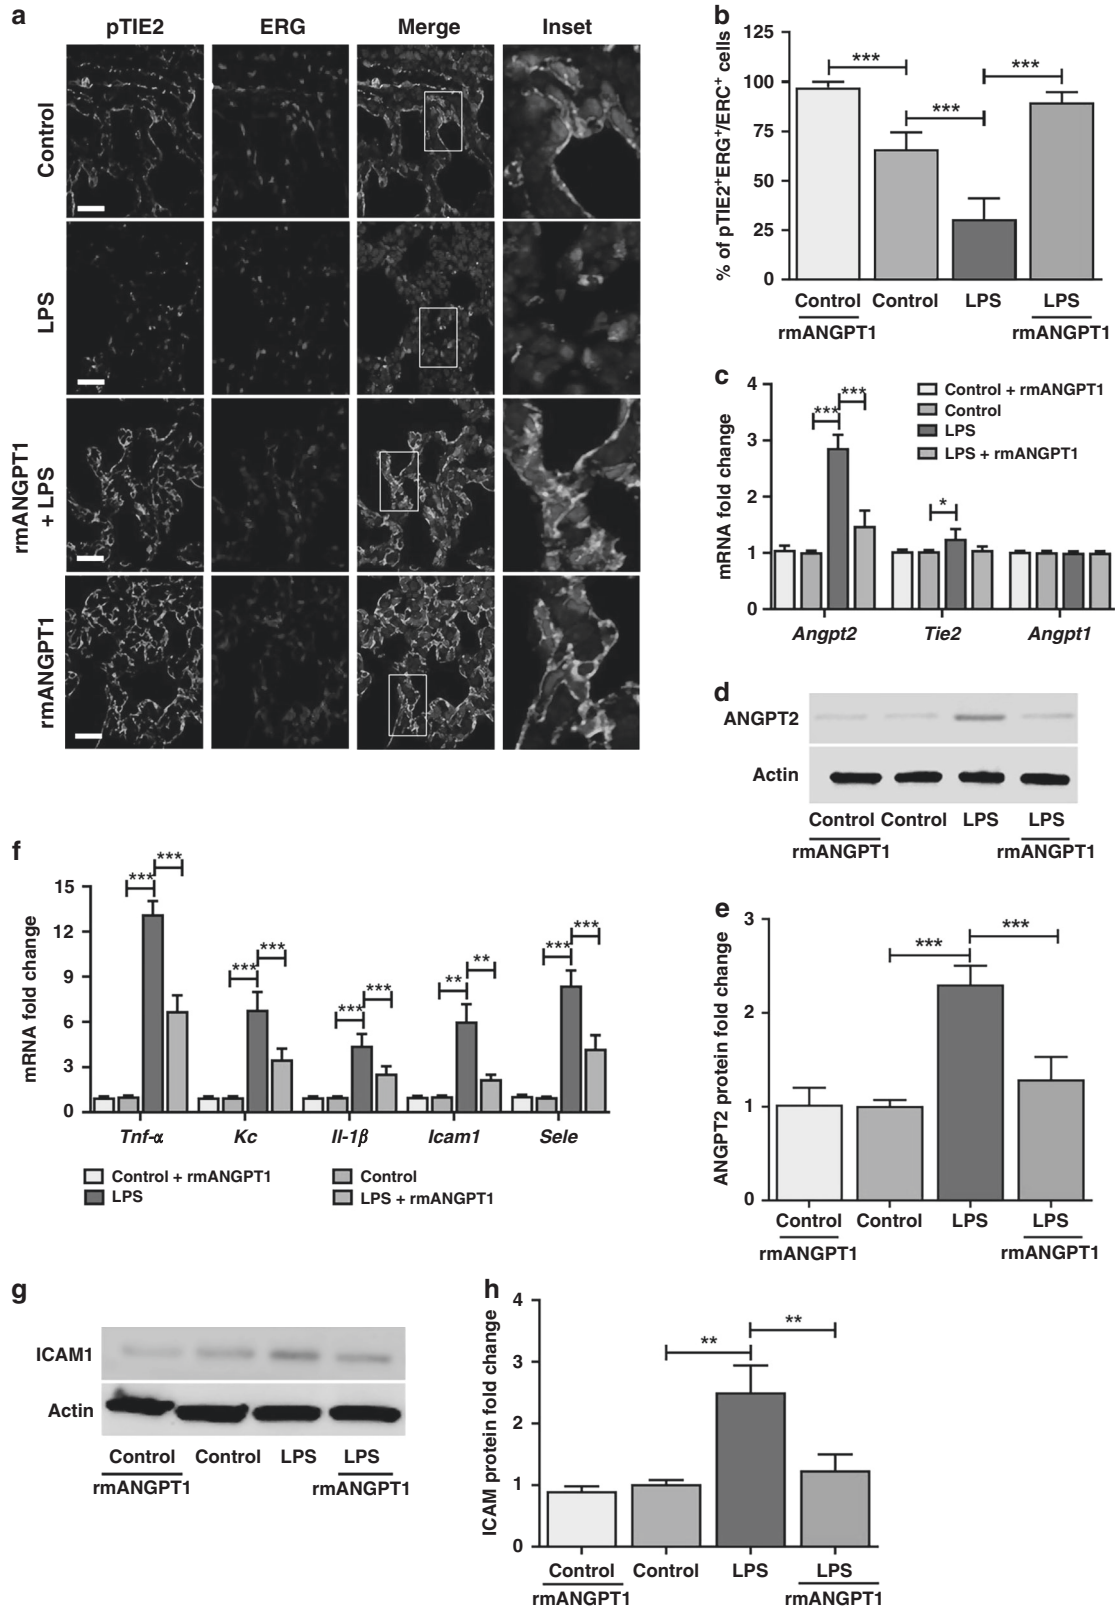 a
pTIE2 ERG Merge Inset
Control
LPS
rmANGPT1
+ LPS
rmANGPT1
b
% of pTIE2⁺ERG⁺/ERC⁺ cells
125
100
75
50
25
0
***
***
***
Control Control LPS LPS
rmANGPT1 rmANGPT1
c
mRNA fold change
4
3
2
1
0
***
***
*
Control + rmANGPT1
Control
LPS
LPS + rmANGPT1
Angpt2 Tie2 Angpt1
d
ANGPT2
Actin
Control Control LPS LPS
rmANGPT1 rmANGPT1
e
ANGPT2 protein fold change
3
2
1
0
***
***
Control Control LPS LPS
rmANGPT1 rmANGPT1
f
mRNA fold change
15
12
9
6
3
0
*** ***
*** ***
*** ***
** **
*** ***
Tnf-α Kc Il-1β Icam1 Sele
Control + rmANGPT1 Control
LPS LPS + rmANGPT1
g
ICAM1
Actin
Control Control LPS LPS
rmANGPT1 rmANGPT1
h
ICAM protein fold change
4
3
2
1
0
**
**
Control Control LPS LPS
rmANGPT1 rmANGPT1